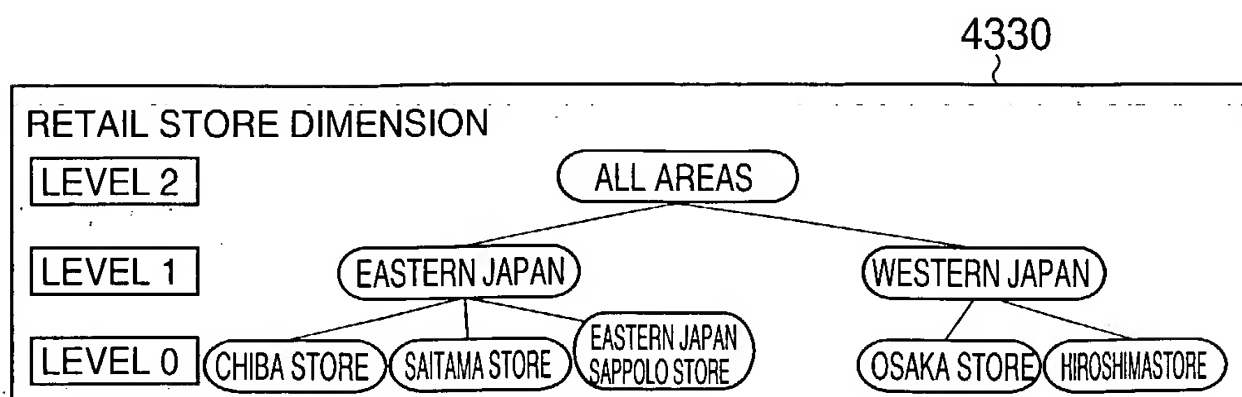 4330
RETAIL STORE DIMENSION
LEVEL 2
ALL AREAS
LEVEL 1
EASTERN JAPAN
WESTERN JAPAN
LEVEL 0
CHIBA STORE
SAITAMA STORE
EASTERN JAPAN
SAPPOLO STORE
OSAKA STORE
HIROSHIMASTORE